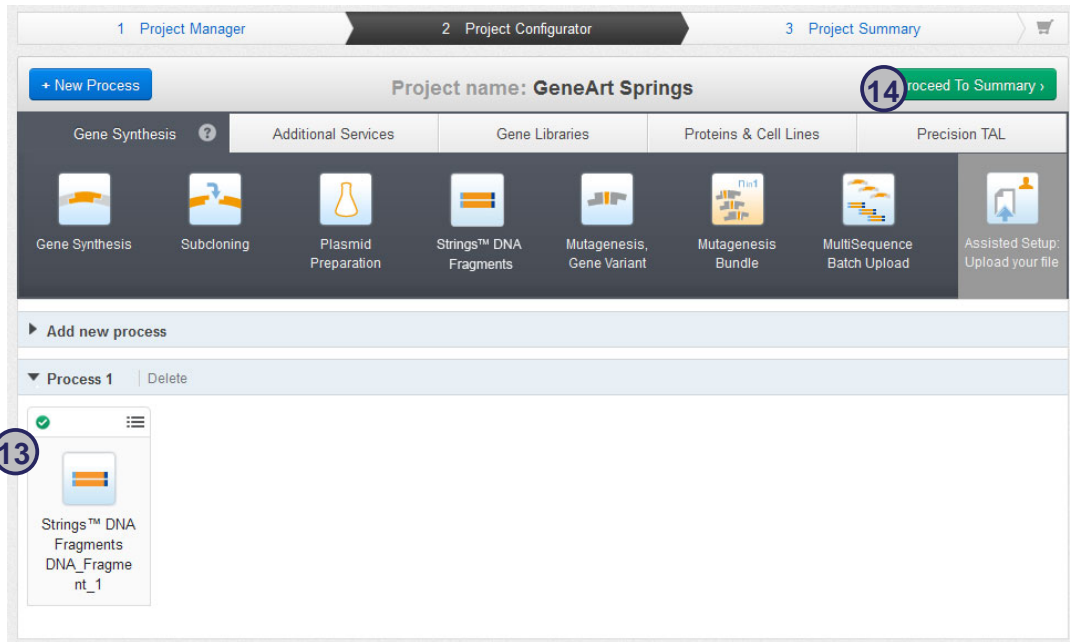 1 Project Manager
2 Project Configurator
3 Project Summary
+ New Process
Project name: GeneArt Springs
14
roceed To Summary ›
Gene Synthesis ?
Additional Services
Gene Libraries
Proteins & Cell Lines
Precision TAL
n in 1
Gene Synthesis
Subcloning
Plasmid
Preparation
Strings™ DNA
Fragments
Mutagenesis,
Gene Variant
Mutagenesis
Bundle
MultiSequence
Batch Upload
Assisted Setup:
Upload your file
Add new process
Process 1
Delete
13
Strings™ DNA
Fragments
DNA_Fragme
nt_1